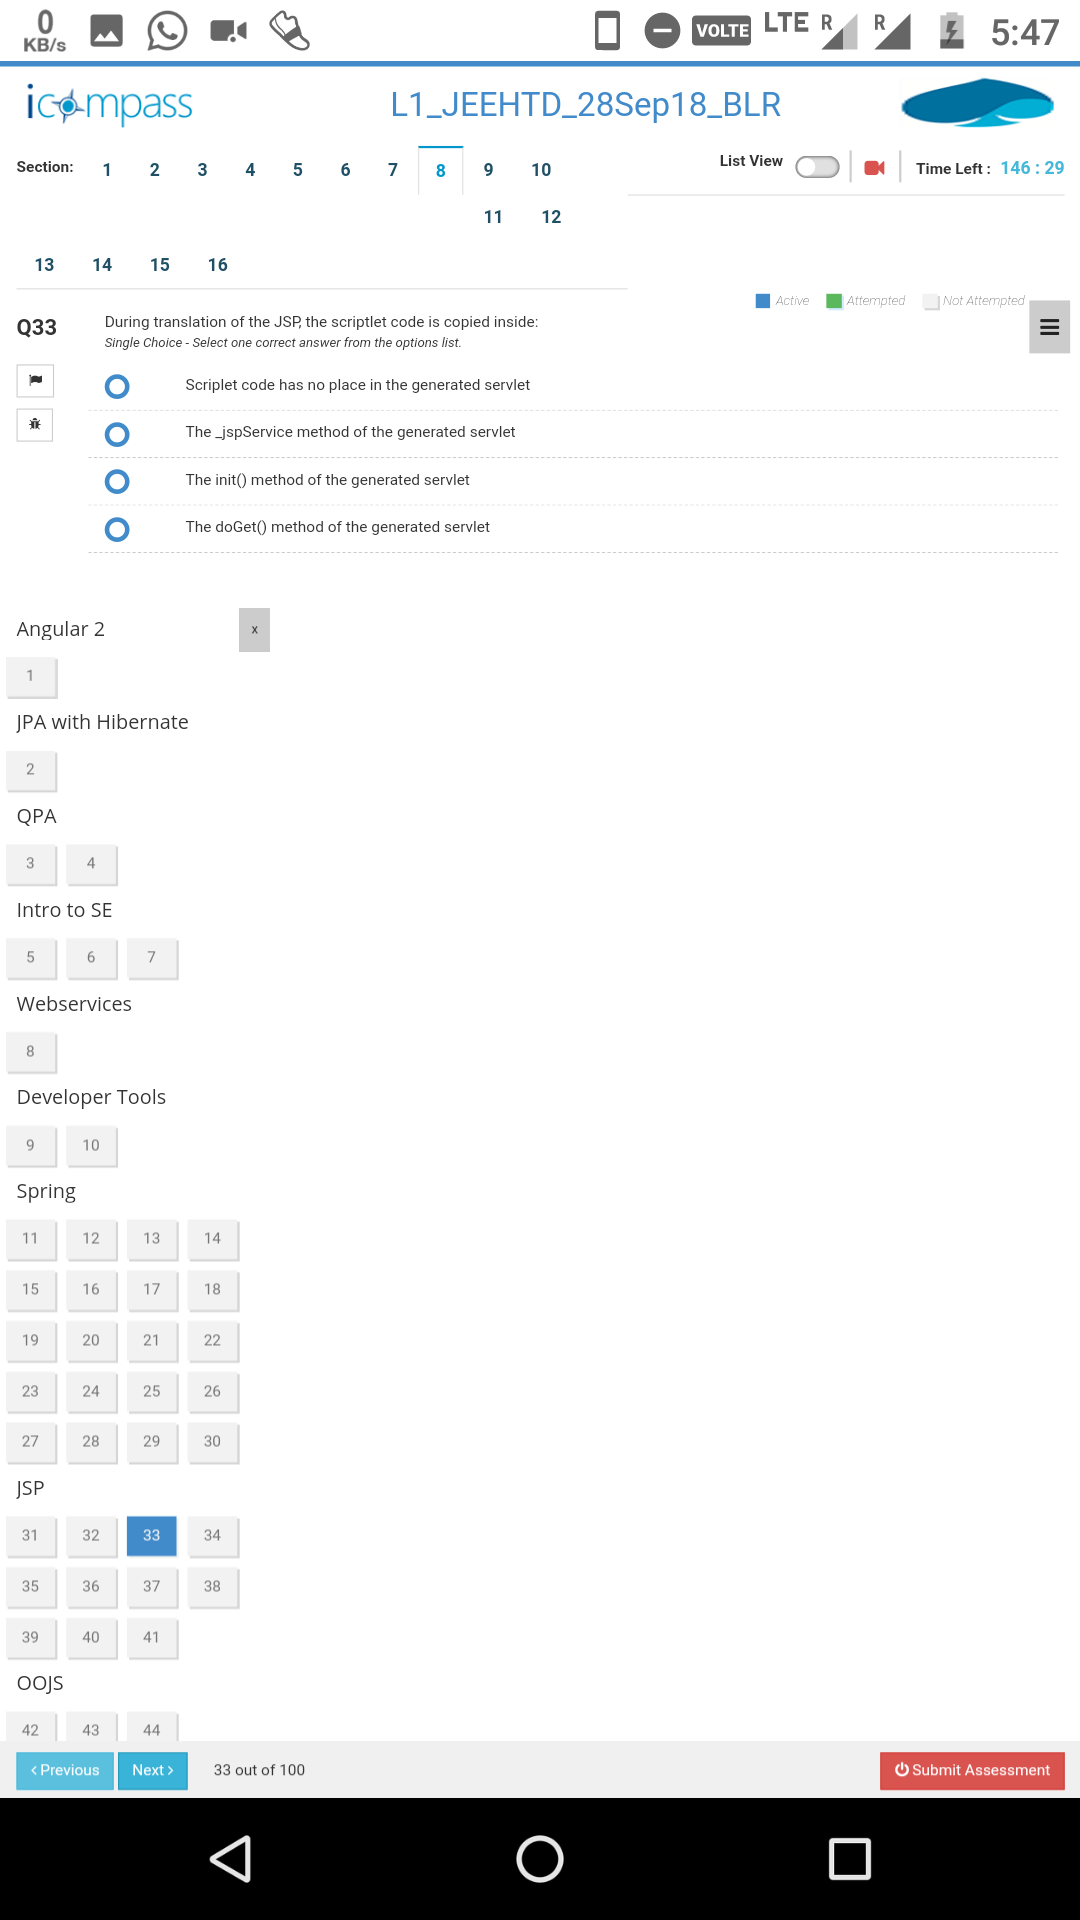 0
KB/s
VOLTE
LTE
R
R
5:47
icompass
L1_JEEHTD_28Sep18_BLR
Section: 1 2 3 4 5 6 7 8 9 10
List View
Time Left : 146 : 29
11 12
13 14 15 16
Active Attempted Not Attempted
Q33
During translation of the JSP, the scriptlet code is copied inside:
Single Choice - Select one correct answer from the options list.
Scriplet code has no place in the generated servlet
The _jspService method of the generated servlet
The init() method of the generated servlet
The doGet() method of the generated servlet
Angular 2
x
1
JPA with Hibernate
2
QPA
3 4
Intro to SE
5 6 7
Webservices
8
Developer Tools
9 10
Spring
11 12 13 14
15 16 17 18
19 20 21 22
23 24 25 26
27 28 29 30
JSP
31 32 33 34
35 36 37 38
39 40 41
OOJS
42 43 44
‹ Previous
Next ›
33 out of 100
Submit Assessment